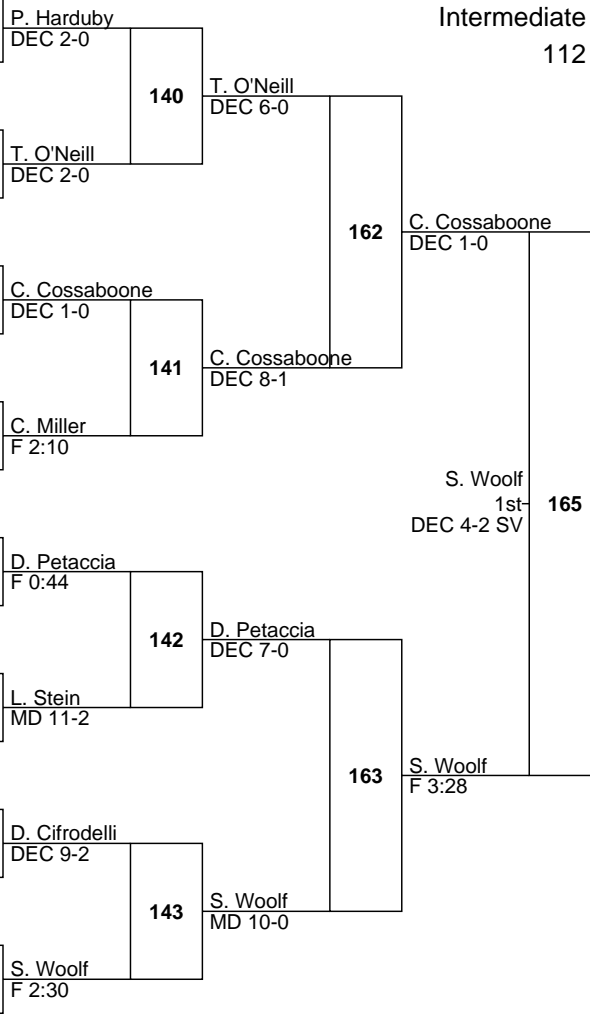 Intermediate
112
P. Harduby
DEC 2-0
140
T. O'Neill
DEC 6-0
T. O'Neill
DEC 2-0
162
C. Cossaboone
DEC 1-0
C. Cossaboone
DEC 1-0
141
C. Cossaboone
DEC 8-1
C. Miller
F 2:10
S. Woolf
1st
DEC 4-2 SV
165
D. Petaccia
F 0:44
142
D. Petaccia
DEC 7-0
L. Stein
MD 11-2
163
S. Woolf
F 3:28
D. Cifrodelli
DEC 9-2
143
S. Woolf
MD 10-0
S. Woolf
F 2:30